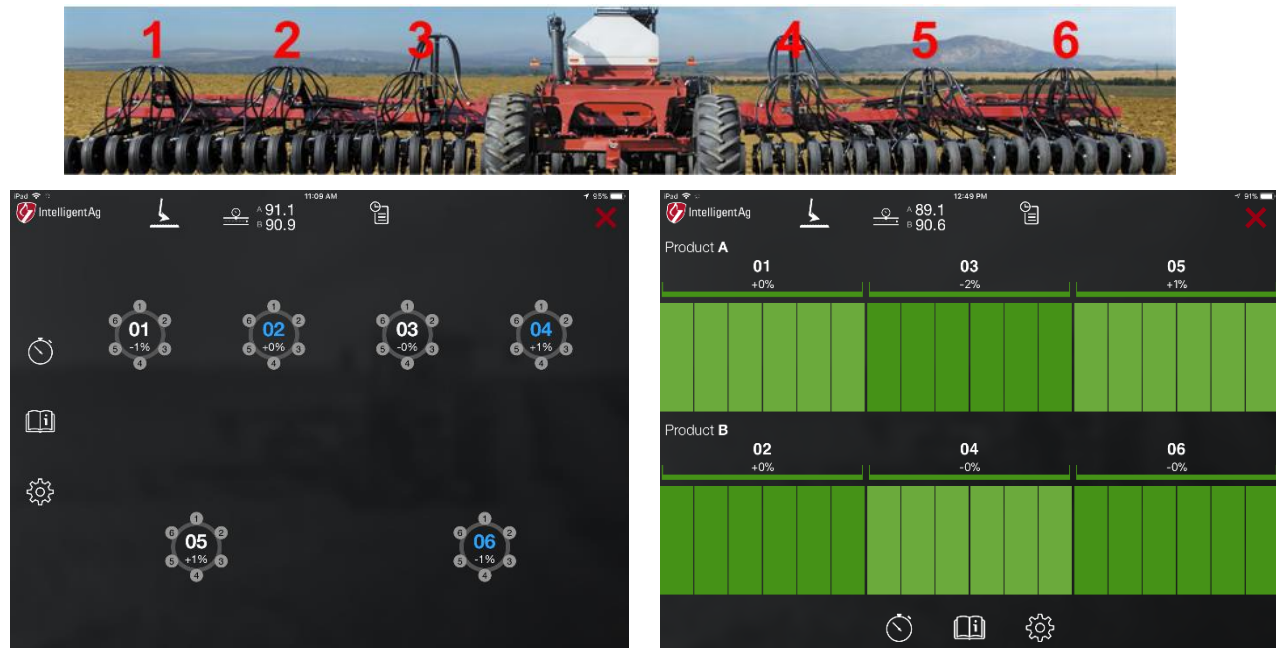 1 2 3 4 5 6
iPad 11:09 AM 93%
IntelligentAg A 91.1
B 90.9
1 1 1 1
6 01 2 6 02 2 6 03 2 6 04 2
5 -1% 3 5 +0% 3 5 -0% 3 5 +1% 3
4 4 4 4
1 1
6 05 2 6 06 2
5 +1% 3 5 -1% 3
4 4
iPad 12:49 PM 91%
IntelligentAg A 89.1
B 90.6
Product A
01 03 05
+0% -2% +1%
Product B
02 04 06
+0% -0% -0%